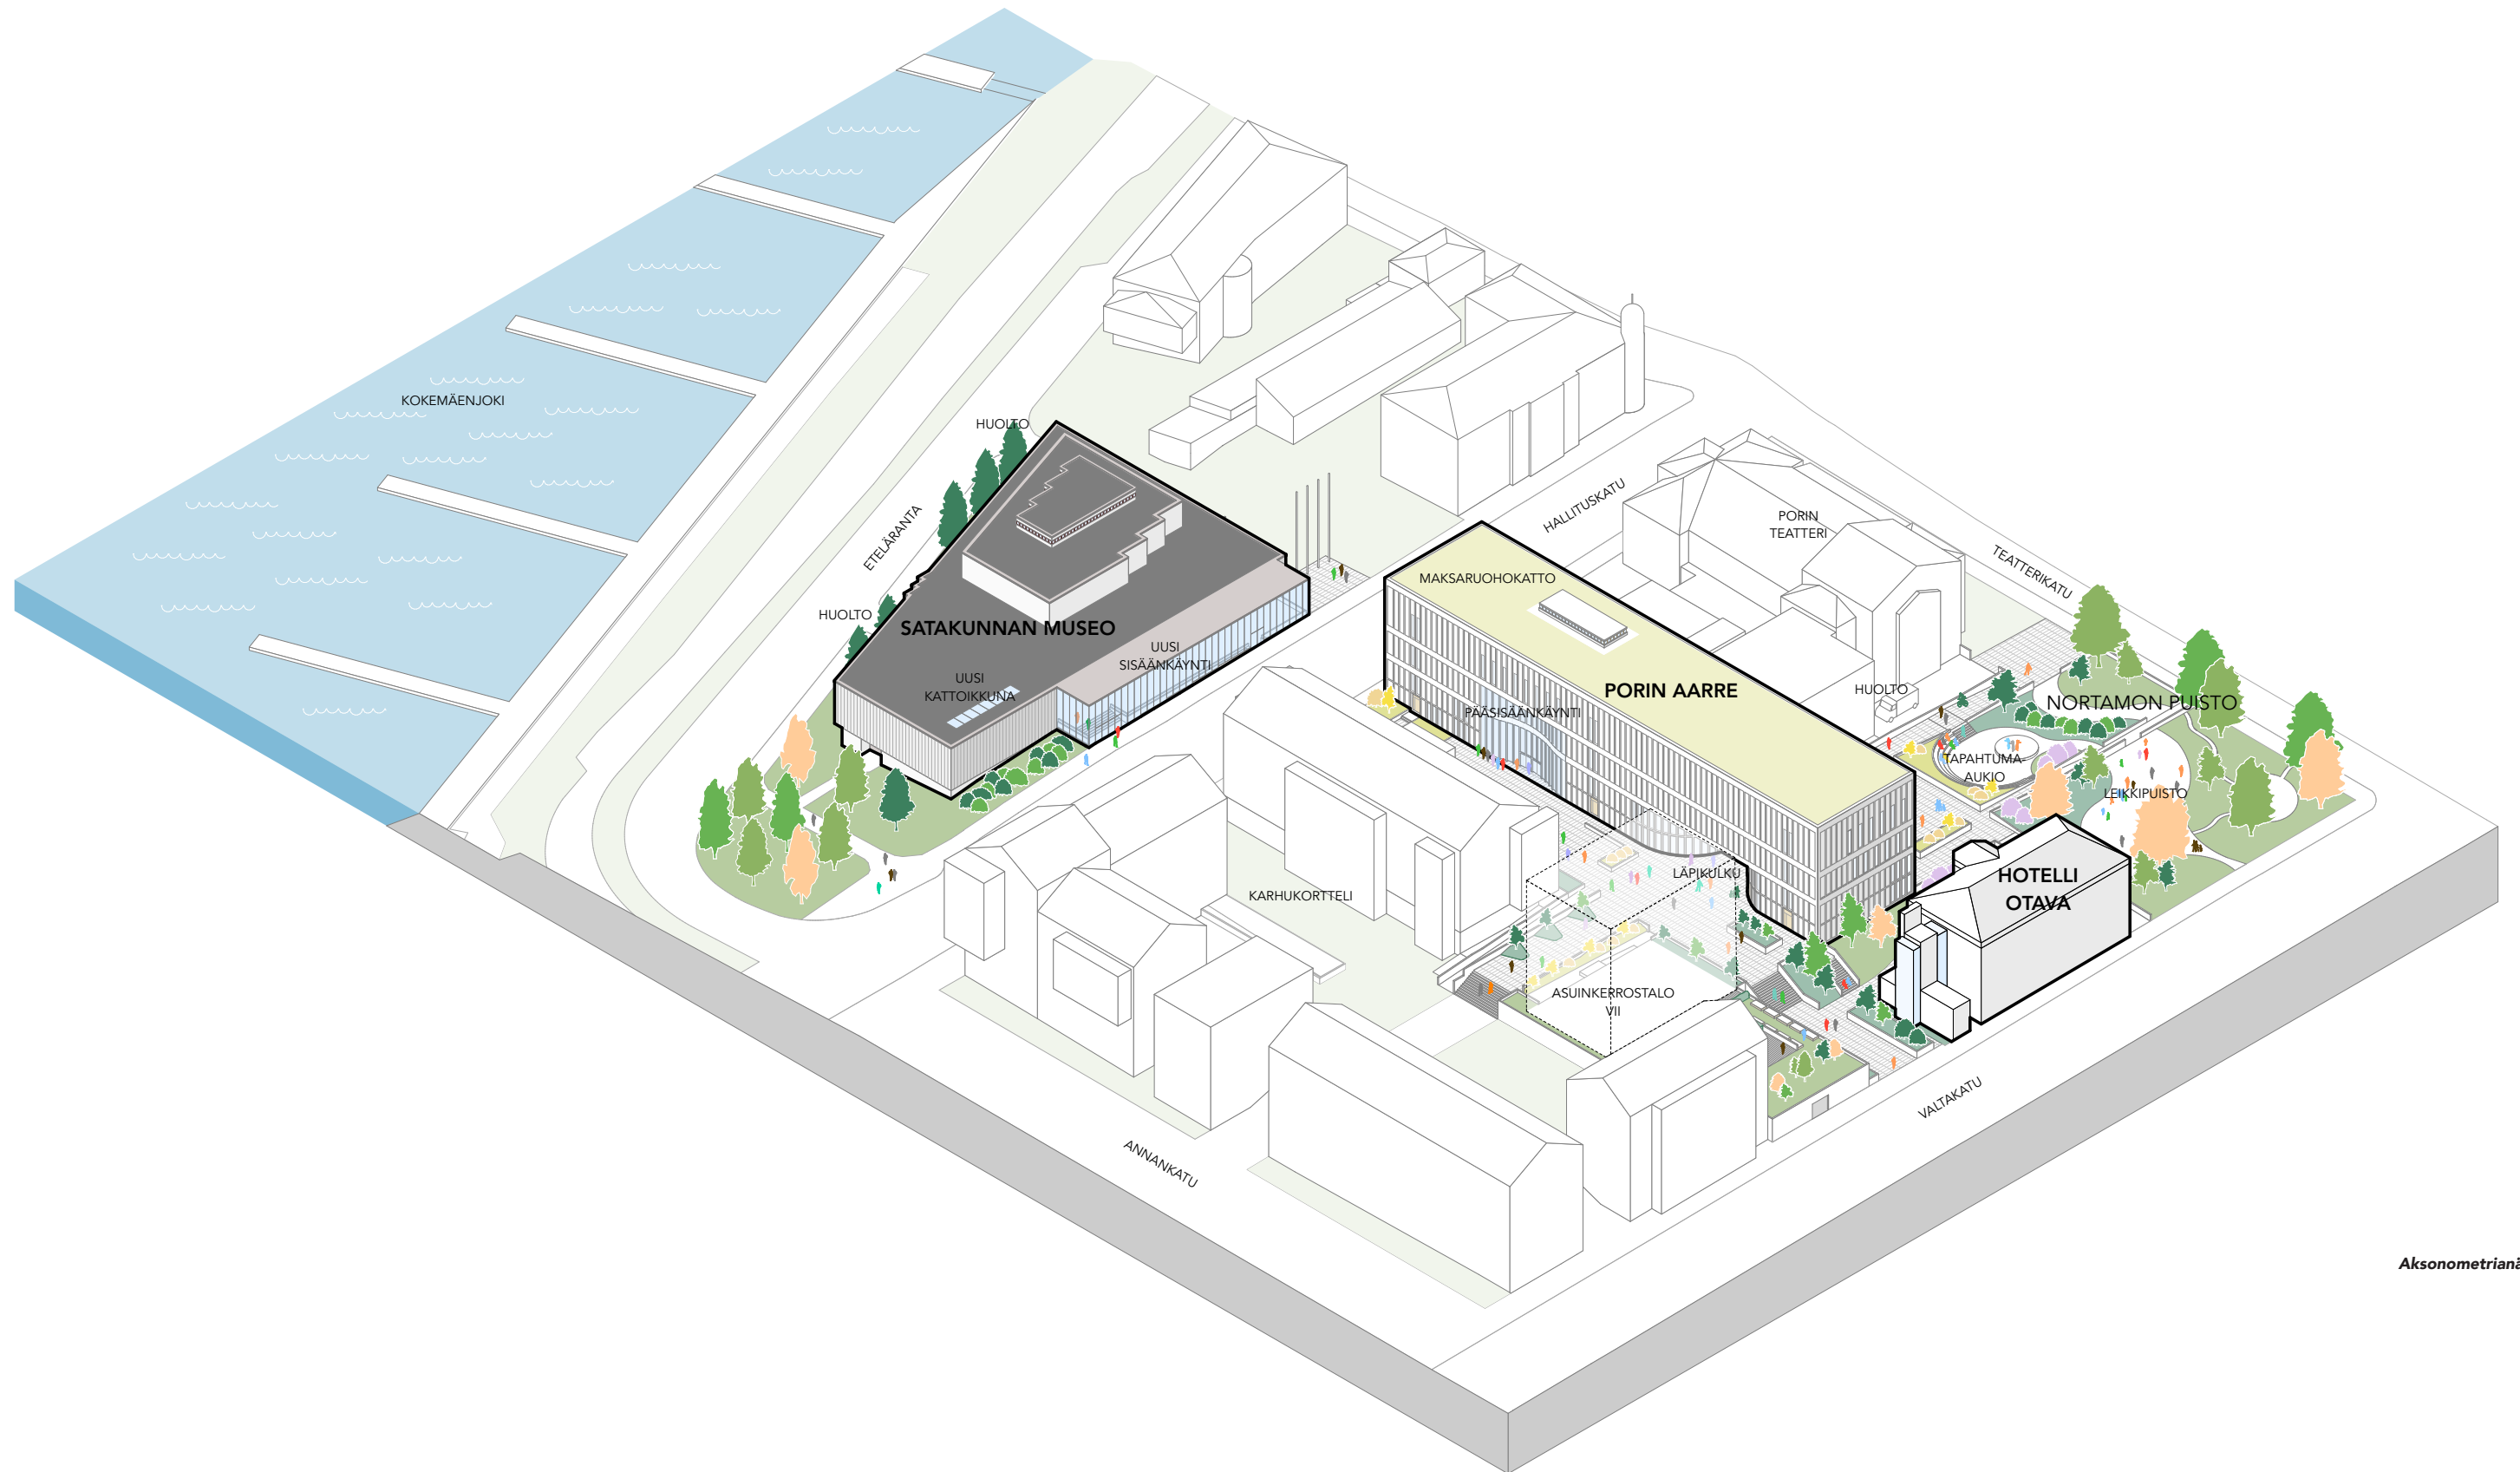 KOKEMÄENJOKI
HUOLTO
ETELÄRANTA
HUOLTO
SATAKUNNAN MUSEO
UUSI
SISÄÄNKÄYNTI
UUSI
KATTOIKKUNA
HALLITUSKATU
PORIN
TEATTERI
TEATTERIKATU
MAKSARUOHOKATTO
PORIN AARRE
PÄÄSISÄÄNKÄYNTI
HUOLTO
NORTAMON PUISTO
TAPAHTUMA-
AUKIO
LEIKKIPUISTO
LÄPIKULKU
HOTELLI
OTAVA
KARHUKORTTELI
ASUINKERROSTALO
VII
VALTAKATU
ANNANKATU
Aksonometrianä